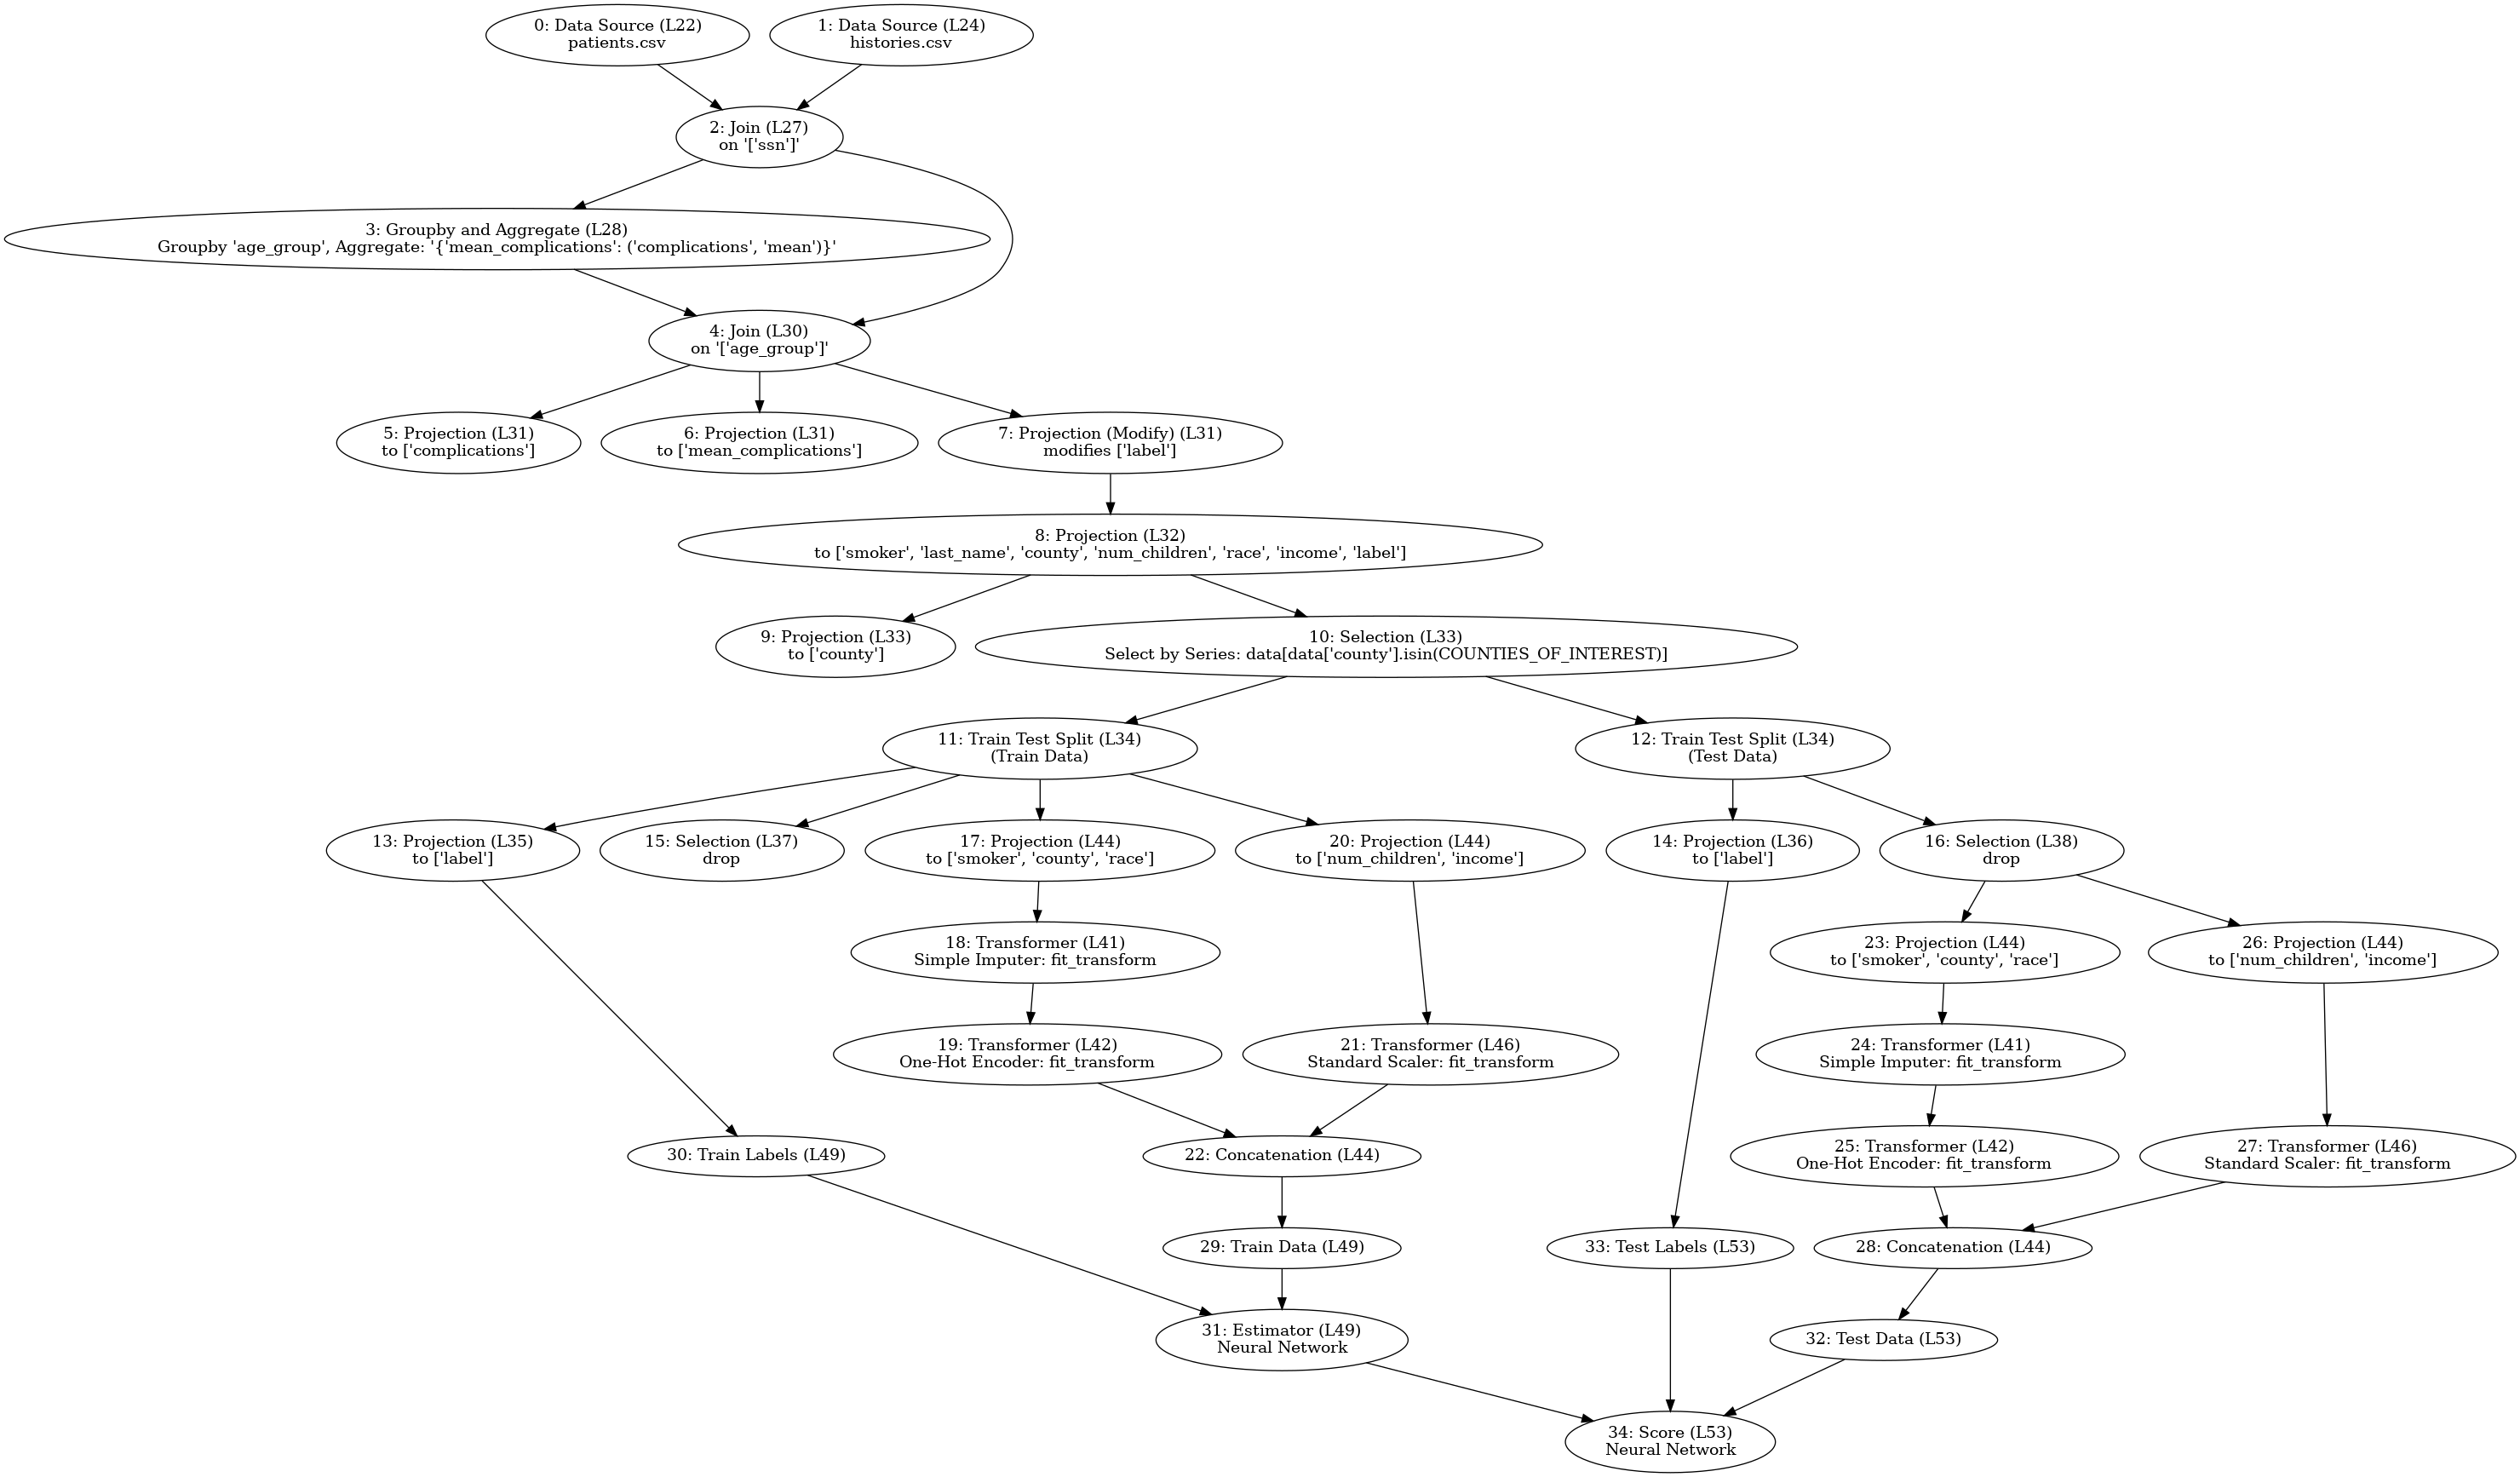 0: Data Source (L22)
patients.csv
1: Data Source (L24)
histories.csv
2: Join (L27)
on '['ssn']'
3: Groupby and Aggregate (L28)
Groupby 'age_group', Aggregate: '{'mean_complications': ('complications', 'mean')}'
4: Join (L30)
on '['age_group']'
5: Projection (L31)
to ['complications']
6: Projection (L31)
to ['mean_complications']
7: Projection (Modify) (L31)
modifies ['label']
8: Projection (L32)
to ['smoker', 'last_name', 'county', 'num_children', 'race', 'income', 'label']
9: Projection (L33)
to ['county']
10: Selection (L33)
Select by Series: data[data['county'].isin(COUNTIES_OF_INTEREST)]
11: Train Test Split (L34)
(Train Data)
12: Train Test Split (L34)
(Test Data)
13: Projection (L35)
to ['label']
15: Selection (L37)
drop
17: Projection (L44)
to ['smoker', 'county', 'race']
20: Projection (L44)
to ['num_children', 'income']
14: Projection (L36)
to ['label']
16: Selection (L38)
drop
18: Transformer (L41)
Simple Imputer: fit_transform
23: Projection (L44)
to ['smoker', 'county', 'race']
26: Projection (L44)
to ['num_children', 'income']
19: Transformer (L42)
One-Hot Encoder: fit_transform
21: Transformer (L46)
Standard Scaler: fit_transform
24: Transformer (L41)
Simple Imputer: fit_transform
30: Train Labels (L49)
22: Concatenation (L44)
25: Transformer (L42)
One-Hot Encoder: fit_transform
27: Transformer (L46)
Standard Scaler: fit_transform
29: Train Data (L49)
33: Test Labels (L53)
28: Concatenation (L44)
31: Estimator (L49)
Neural Network
32: Test Data (L53)
34: Score (L53)
Neural Network